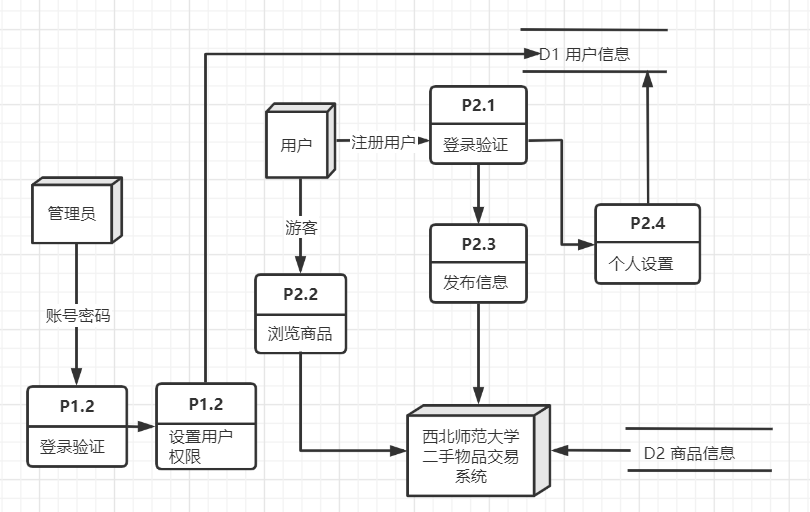 D1 用户信息
P2.1
登录验证
用户
注册用户
管理员
游客
P2.3
发布信息
P2.4
个人设置
P2.2
浏览商品
账号密码
P1.2
登录验证
P1.2
设置用户
权限
西北师范大学
二手物品交易
系统
D2 商品信息